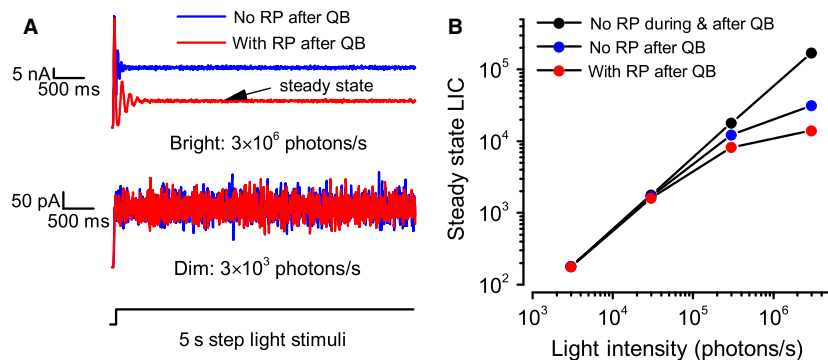 A
No RP after QB
With RP after QB
5 nA
500 ms
steady state
Bright: 3×10⁶ photons/s
50 pA
500 ms
Dim: 3×10³ photons/s
5 s step light stimuli
B
No RP during & after QB
No RP after QB
With RP after QB
Steady state LIC
10⁵
10⁴
10³
10²
10³ 10⁴ 10⁵ 10⁶
Light intensity (photons/s)